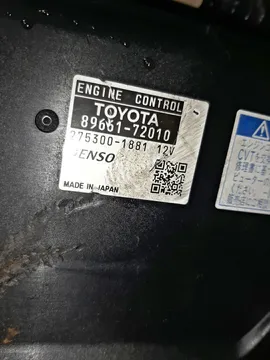 ENGINE CONTROL
TOYOTA
89661-72010
275300-1881 12V
DENSO
MADE IN JAPAN
CVT